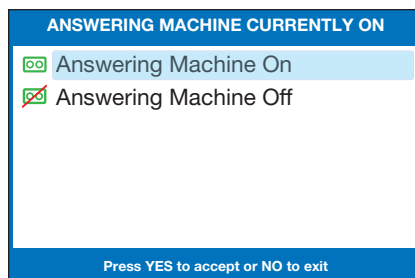 ANSWERING MACHINE CURRENTLY ON
Answering Machine On
Answering Machine Off
Press YES to accept or NO to exit